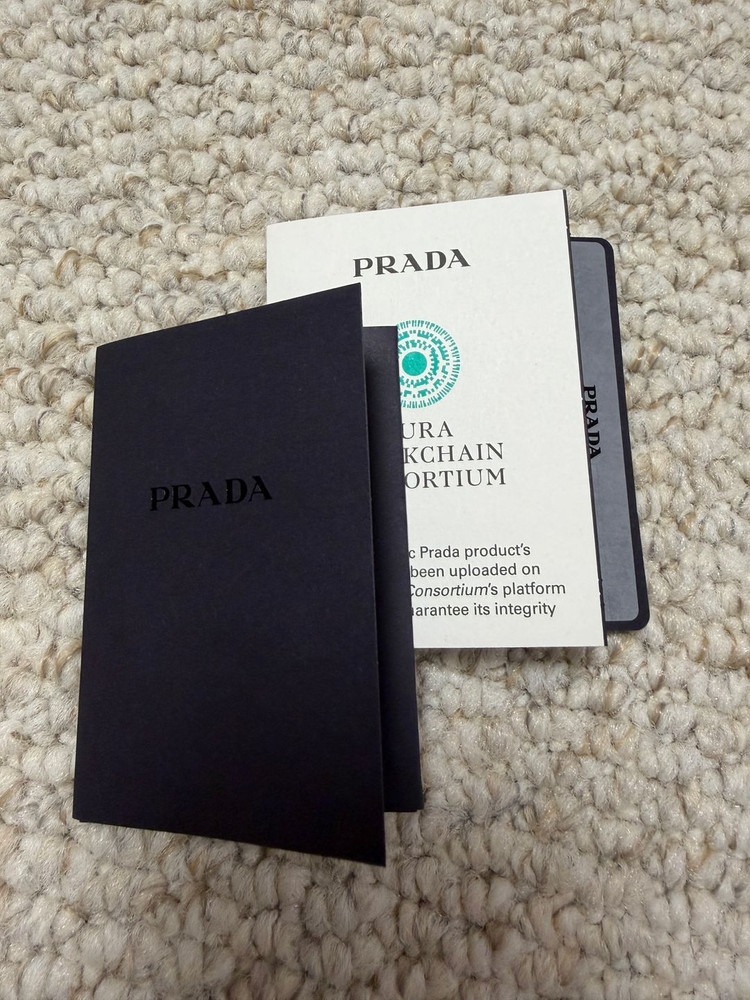 PRADA
PRADA
URA
KCHAIN
ORTIUM
c Prada product's
been uploaded on
Consortium's platform
uarantee its integrity
PRADA